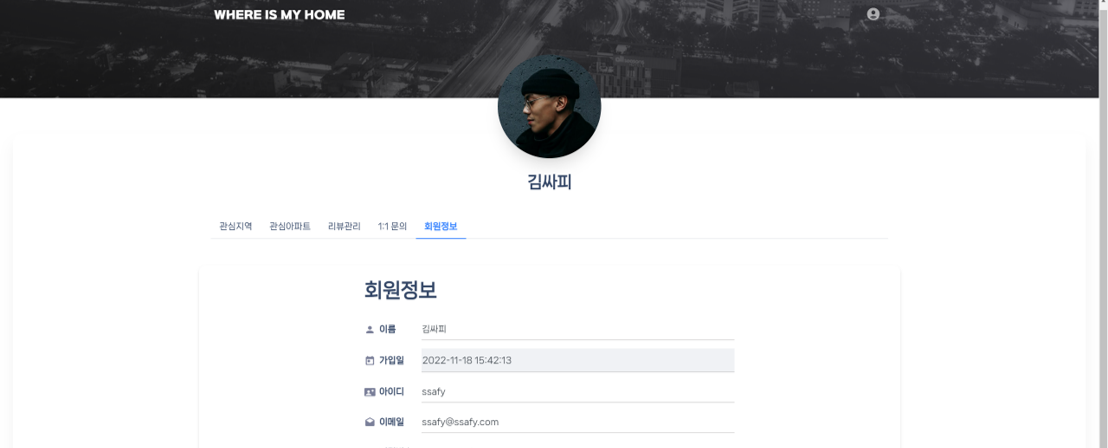 WHERE IS MY HOME
김싸피
관심지역 관심아파트 리뷰관리 1:1 문의 회원정보
회원정보
이름 김싸피
가입일 2022-11-18 15:42:13
아이디 ssafy
이메일 ssafy@ssafy.com